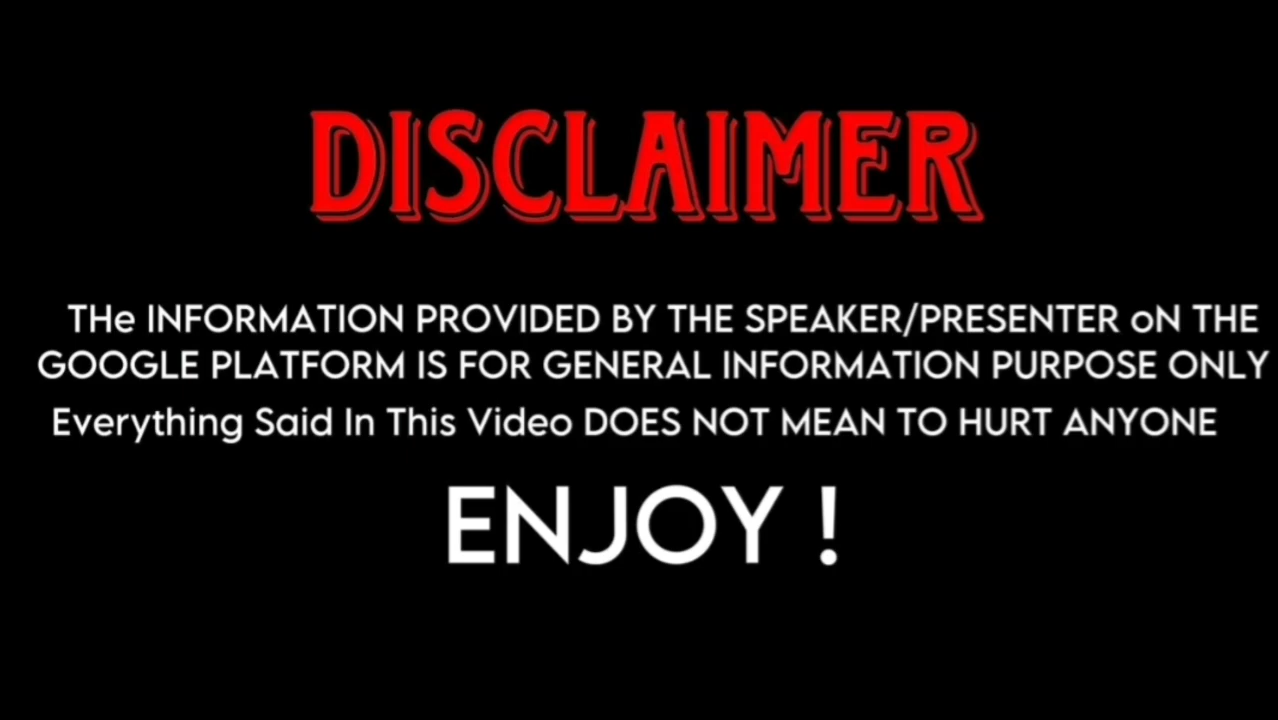 DISCLAIMER
THe INFORMATION PROVIDED BY THE SPEAKER/PRESENTER oN THE
GOOGLE PLATFORM IS FOR GENERAL INFORMATION PURPOSE ONLY
Everything Said In This Video DOES NOT MEAN TO HURT ANYONE
ENJOY !